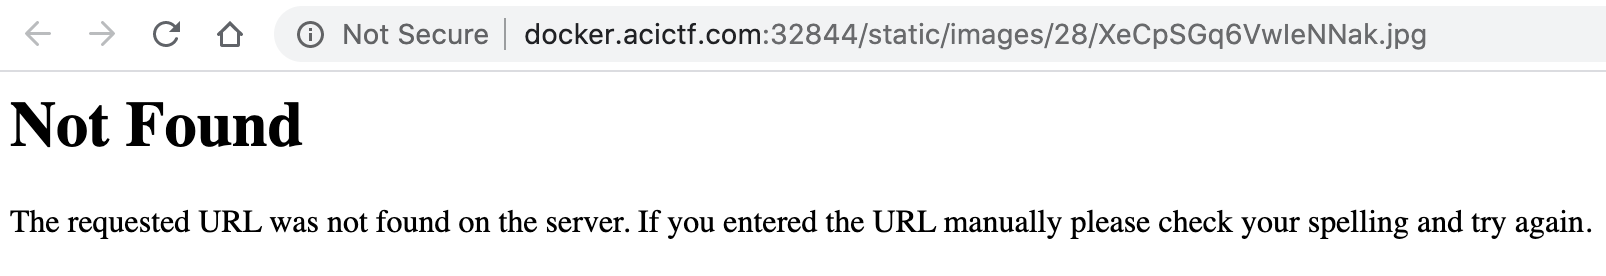 Not Secure docker.acictf.com:32844/static/images/28/XeCpSGq6VwIeNNak.jpg
Not Found
The requested URL was not found on the server. If you entered the URL manually please check your spelling and try again.